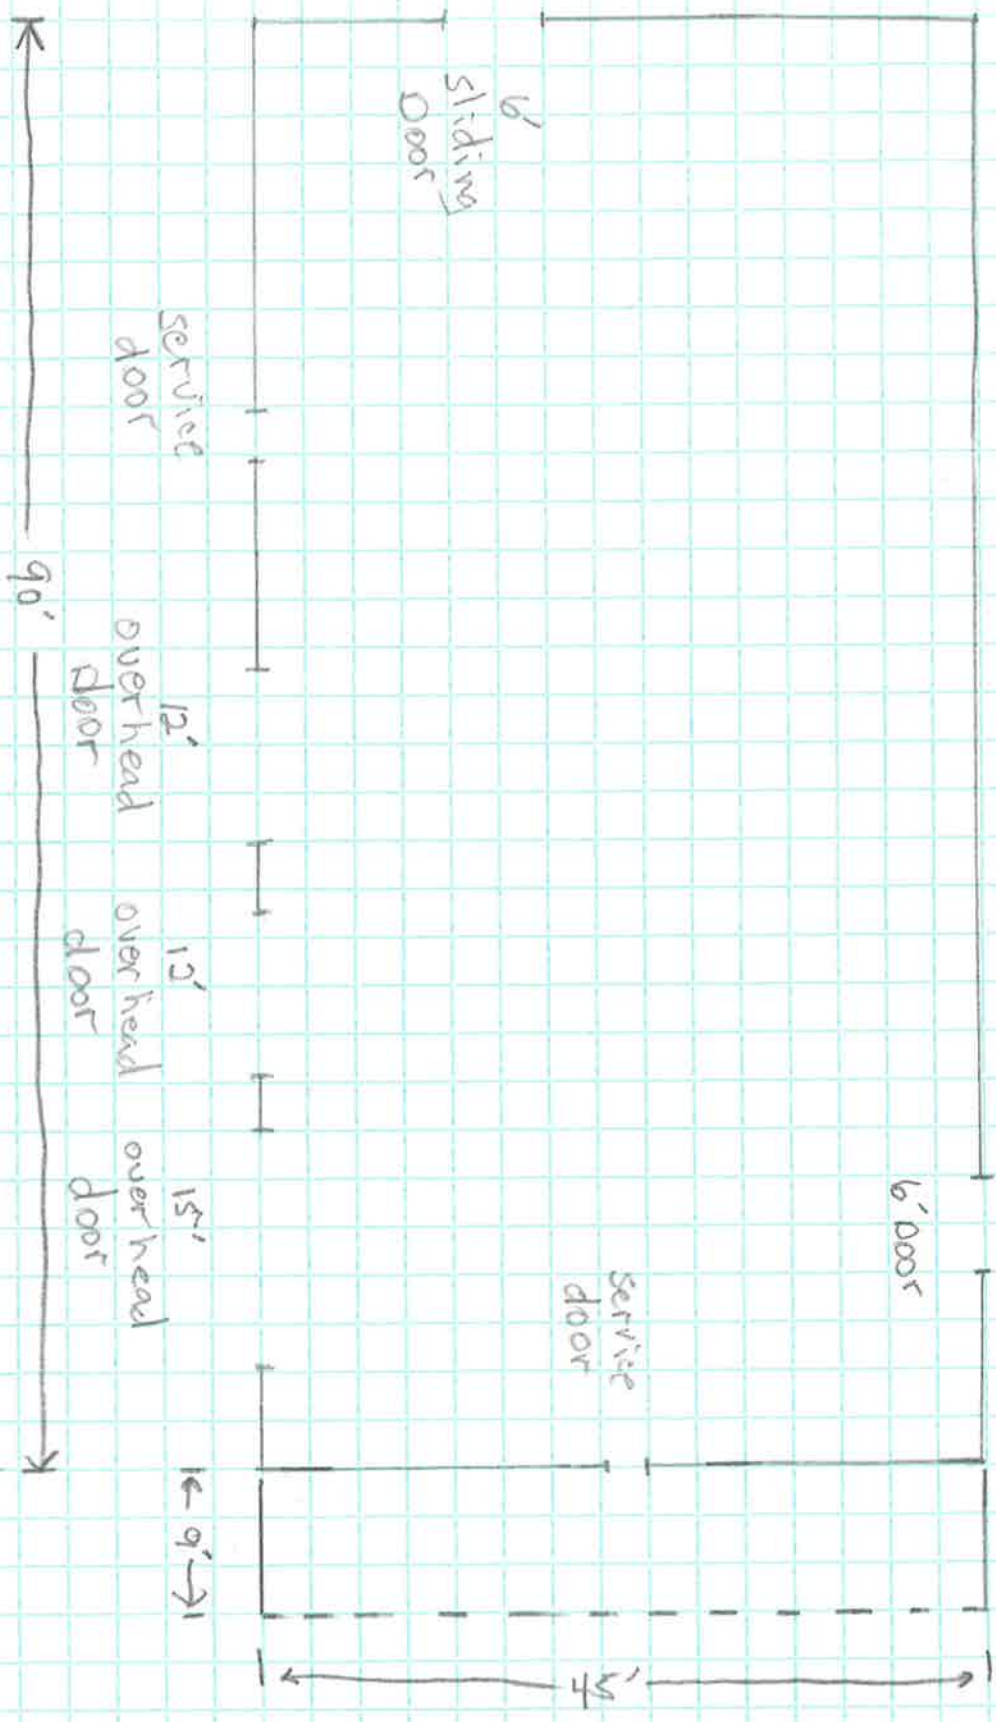 6'
sliding
Door
6' Door
service
door
service
door
12'
overhead
door
12'
overhead
door
15'
overhead
door
90'
9'
45'